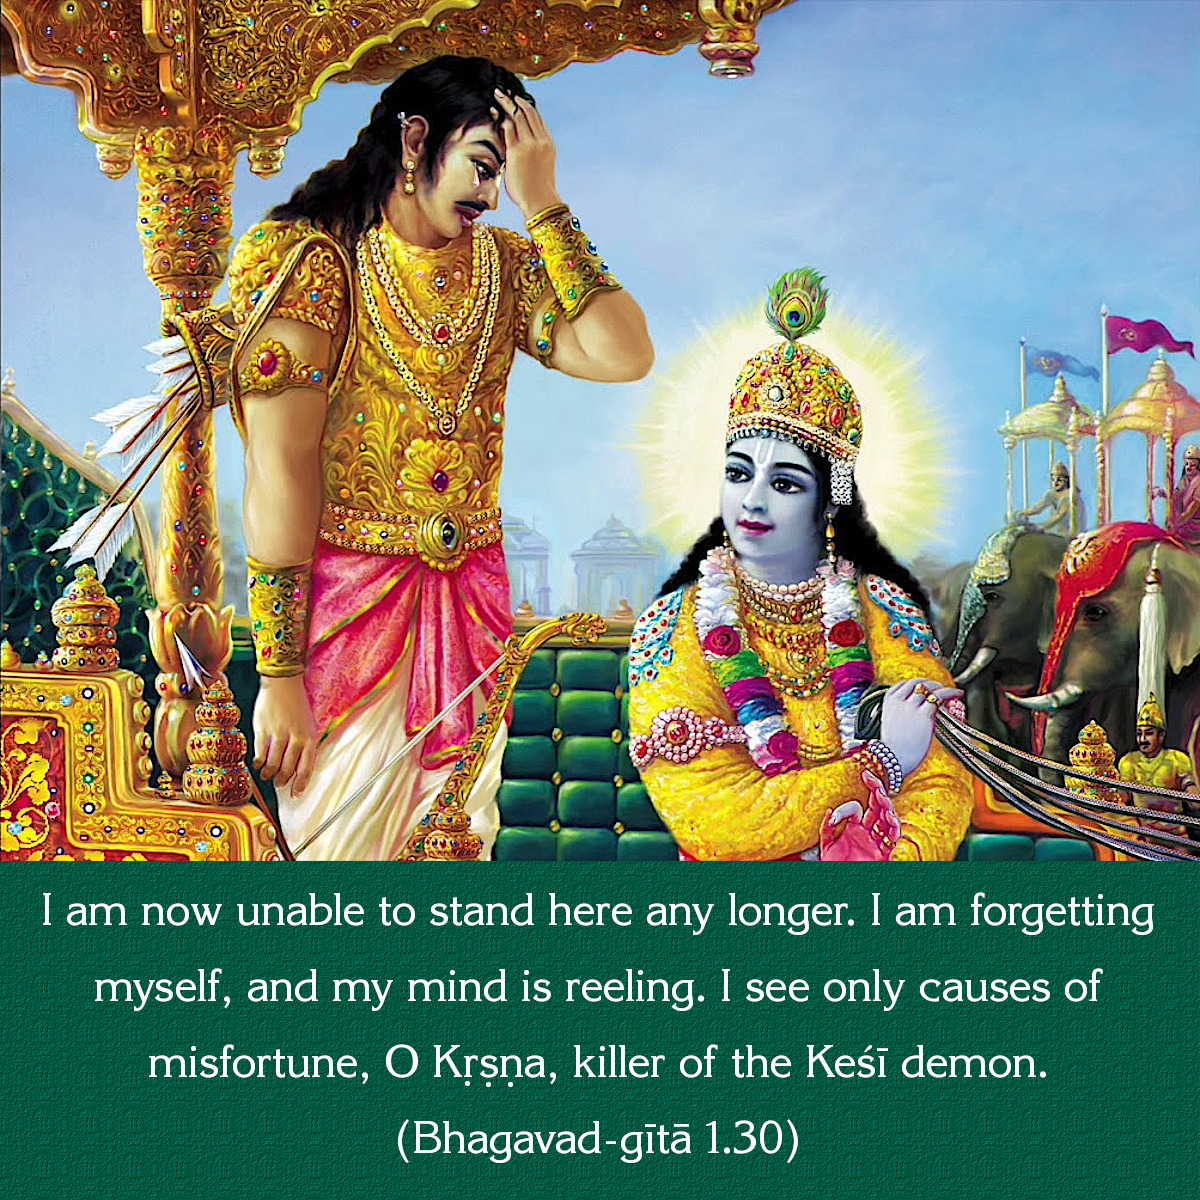 I am now unable to stand here any longer. I am forgetting
myself, and my mind is reeling. I see only causes of
misfortune, O Kṛṣṇa, killer of the Keśī demon.
(Bhagavad-gītā 1.30)